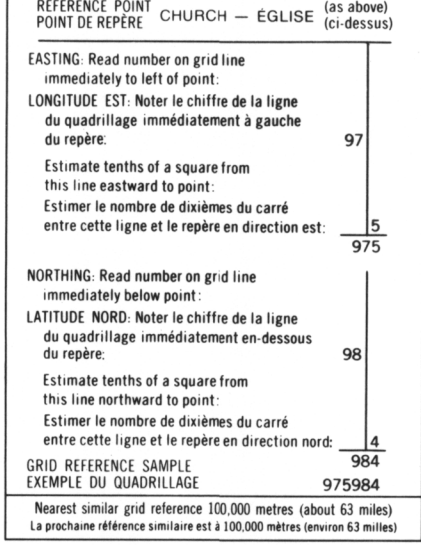 REFERENCE POINT CHURCH — ÉGLISE (as above)
POINT DE REPÈRE (ci-dessus)
EASTING: Read number on grid line
immediately to left of point:
LONGITUDE EST: Noter le chiffre de la ligne
du quadrillage immédiatement à gauche
du repère: 97
Estimate tenths of a square from
this line eastward to point:
Estimer le nombre de dixièmes du carré
entre cette ligne et le repère en direction est: 5
975
NORTHING: Read number on grid line
immediately below point:
LATITUDE NORD: Noter le chiffre de la ligne
du quadrillage immédiatement en-dessous
du repère: 98
Estimate tenths of a square from
this line northward to point:
Estimer le nombre de dixièmes du carré
entre cette ligne et le repère en direction nord: 4
GRID REFERENCE SAMPLE 984
EXEMPLE DU QUADRILLAGE 975984
Nearest similar grid reference 100,000 metres (about 63 miles)
La prochaine référence similaire est à 100,000 mètres (environ 63 milles)